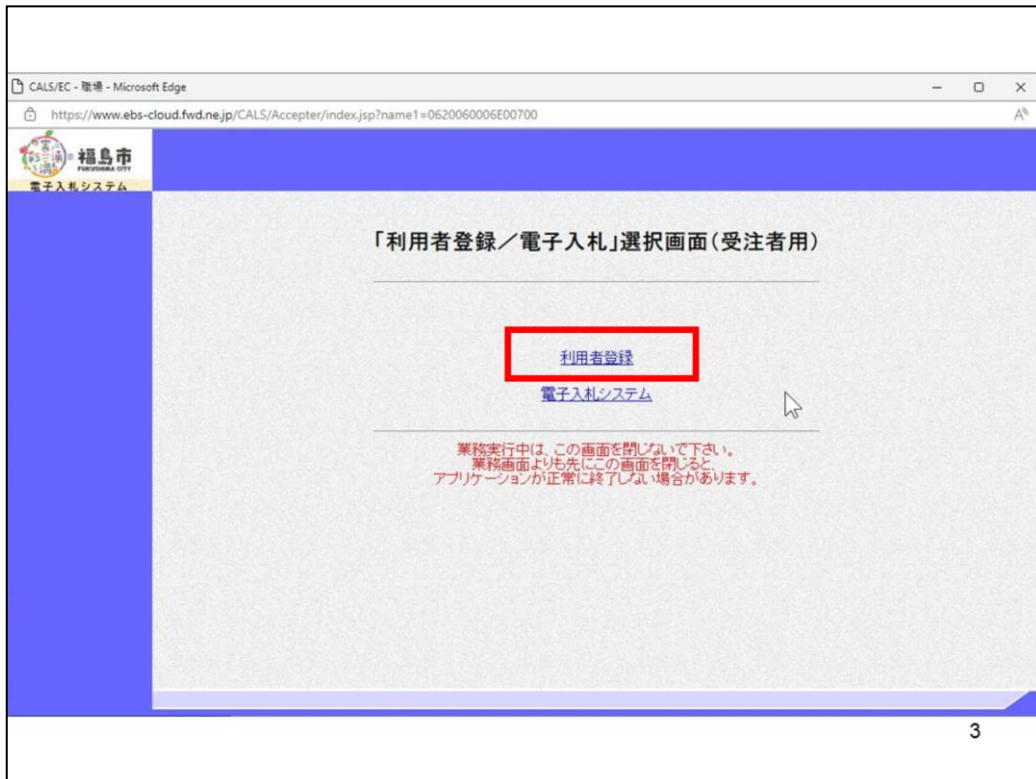 CALS/EC - 職場 - Microsoft Edge
https://www.ebs-cloud.fwd.ne.jp/CALS/Accepter/index.jsp?name1=0620060006E00700
福島市
FUKUSHIMA CITY
電子入札システム
「利用者登録／電子入札」選択画面(受注者用)
利用者登録
電子入札システム
業務実行中は、この画面を閉じないで下さい。
業務画面よりも先にこの画面を閉じると、
アプリケーションが正常に終了しない場合があります。
3